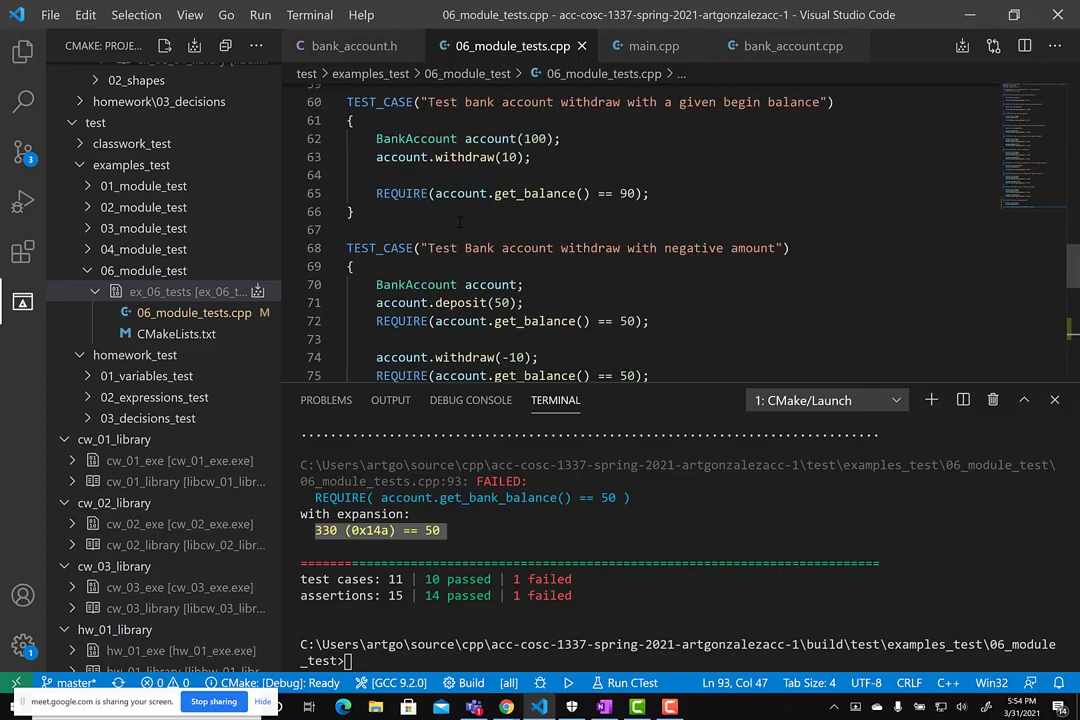 File Edit Selection View Go Run Terminal Help 06_module_tests.cpp - acc-cosc-1337-spring-2021-artgonzalezacc-1 - Visual Studio Code
CMAKE: PROJE... bank_account.h 06_module_tests.cpp main.cpp bank_account.cpp
test > examples_test > 06_module_test > 06_module_tests.cpp > ...
02_shapes
homework\03_decisions
test
classwork_test
examples_test
01_module_test
02_module_test
03_module_test
04_module_test
06_module_test
ex_06_tests [ex_06_t...
06_module_tests.cpp M
CMakeLists.txt
homework_test
01_variables_test
02_expressions_test
03_decisions_test
cw_01_library
cw_01_exe [cw_01_exe.exe]
cw_01_library [libcw_01_libr...
cw_02_library
cw_02_exe [cw_02_exe.exe]
cw_02_library [libcw_02_libr...
cw_03_library
cw_03_exe [cw_03_exe.exe]
cw_03_library [libcw_03_libr...
hw_01_library
hw_01_exe [hw_01_exe.exe]
3
1
59
60 TEST_CASE("Test bank account withdraw with a given begin balance")
61 {
62 BankAccount account(100);
63 account.withdraw(10);
64
65 REQUIRE(account.get_balance() == 90);
66 }
67
68 TEST_CASE("Test Bank account withdraw with negative amount")
69 {
70 BankAccount account;
71 account.deposit(50);
72 REQUIRE(account.get_balance() == 50);
73
74 account.withdraw(-10);
75 REQUIRE(account.get_balance() == 50);
PROBLEMS OUTPUT DEBUG CONSOLE TERMINAL 1: CMake/Launch
...............................................................................
C:\Users\artgo\source\cpp\acc-cosc-1337-spring-2021-artgonzalezacc-1\test\examples_test\06_module_test\
06_module_tests.cpp:93: FAILED:
REQUIRE( account.get_bank_balance() == 50 )
with expansion:
330 (0x14a) == 50
===============================================================================
test cases: 11 | 10 passed | 1 failed
assertions: 15 | 14 passed | 1 failed
C:\Users\artgo\source\cpp\acc-cosc-1337-spring-2021-artgonzalezacc-1\build\test\examples_test\06_module
_test>
master* 0 0 CMake: [Debug]: Ready [GCC 9.2.0] Build [all] Run CTest Ln 93, Col 47 Tab Size: 4 UTF-8 CRLF C++ Win32
meet.google.com is sharing your screen. Stop sharing Hide
5:54 PM
3/31/2021
14